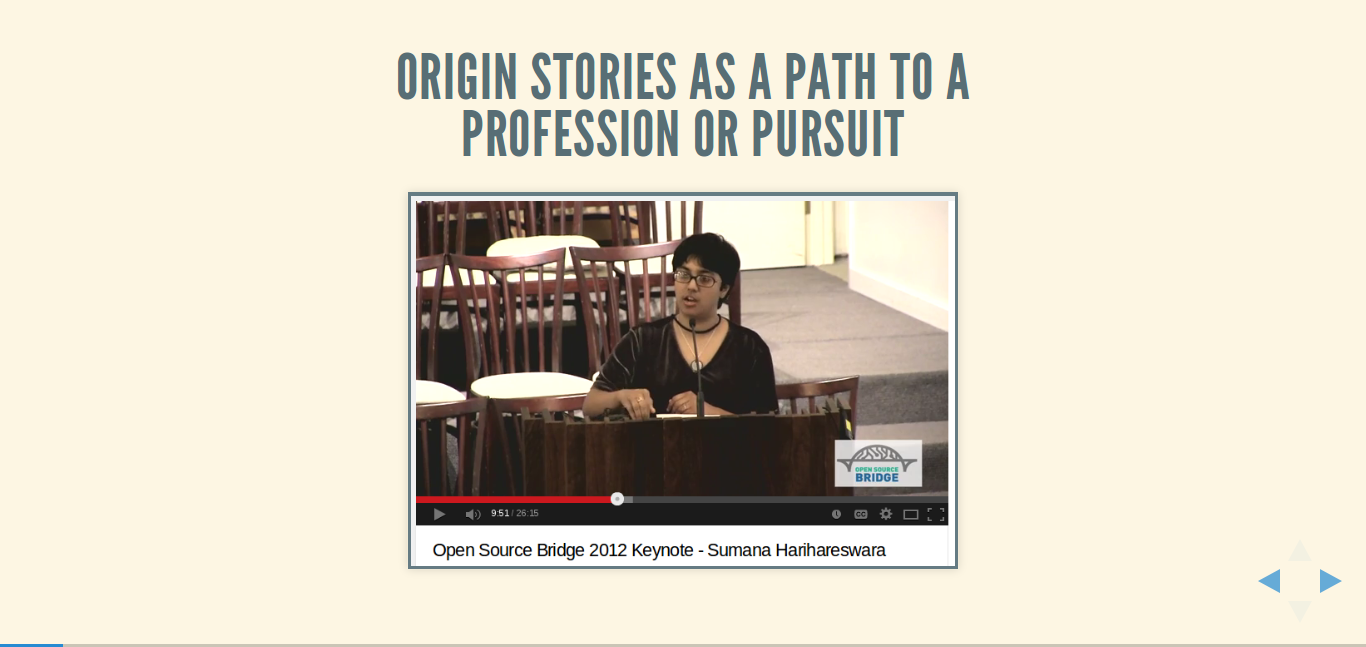 ORIGIN STORIES AS A PATH TO A
PROFESSION OR PURSUIT
OPEN SOURCE
BRIDGE
9:51 / 26:15
CC
Open Source Bridge 2012 Keynote - Sumana Harihareswara